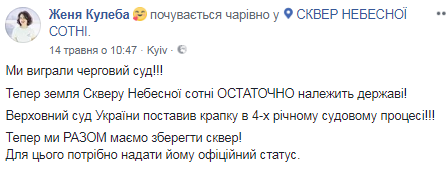 Женя Кулеба почувається чарівно у СКВЕР НЕБЕСНОЇ
СОТНІ.
14 травня о 10:47 · Kyiv ·
Ми виграли черговий суд!!!
Тепер земля Скверу Небесної сотні ОСТАТОЧНО належить державі!
Верховний суд України поставив крапку в 4-х річному судовому процесі!!!
Тепер ми РАЗОМ маємо зберегти сквер!
Для цього потрібно надати йому офіційний статус.